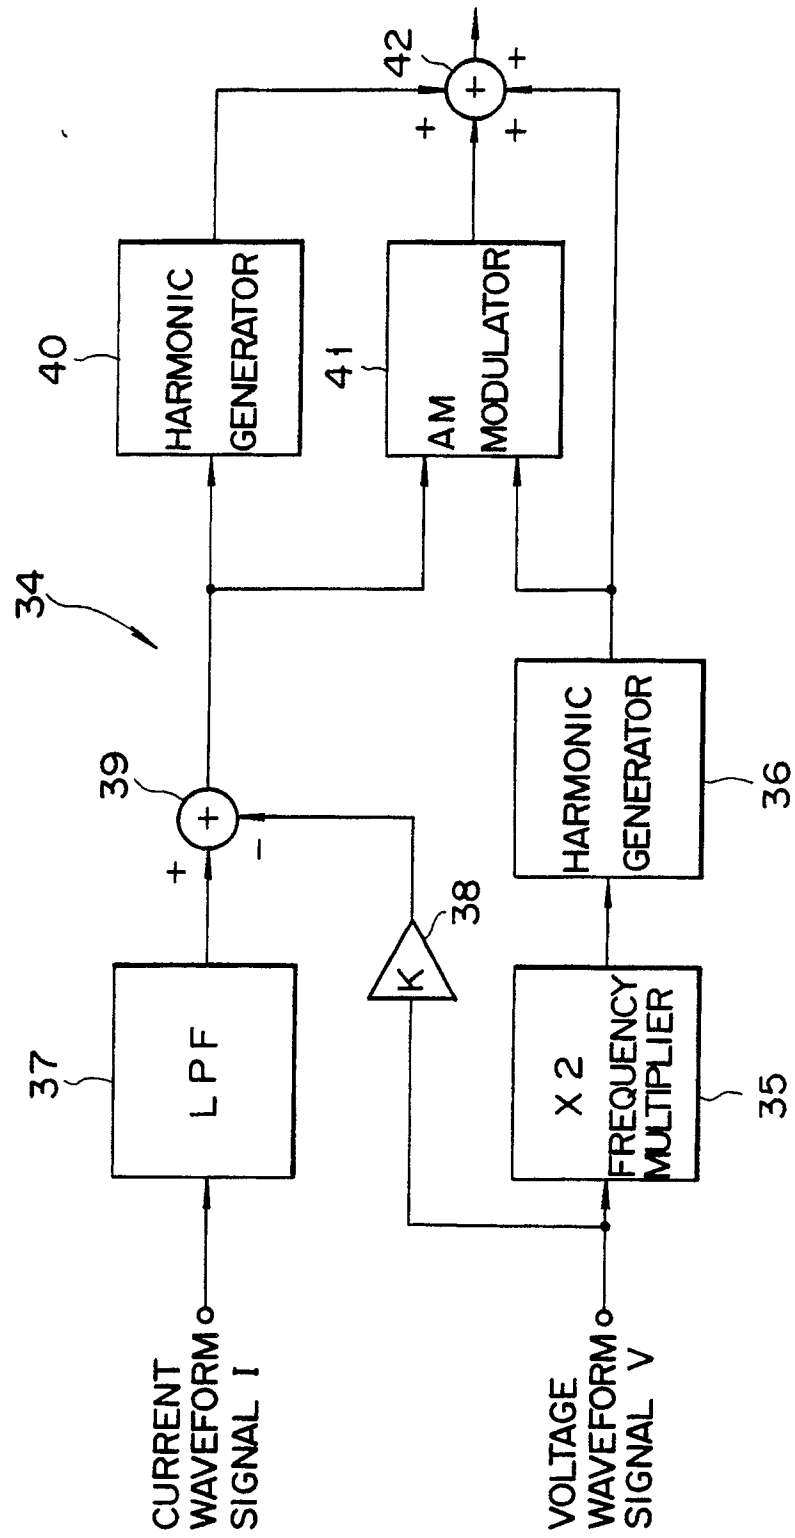 34
CURRENT
WAVEFORM
SIGNAL I
37
LPF
+
−
39
+
40
HARMONIC
GENERATOR
41
AM
MODULATOR
42
+
+
+
+
K
38
VOLTAGE
WAVEFORM
SIGNAL V
X2
FREQUENCY
MULTIPLIER
35
HARMONIC
GENERATOR
36